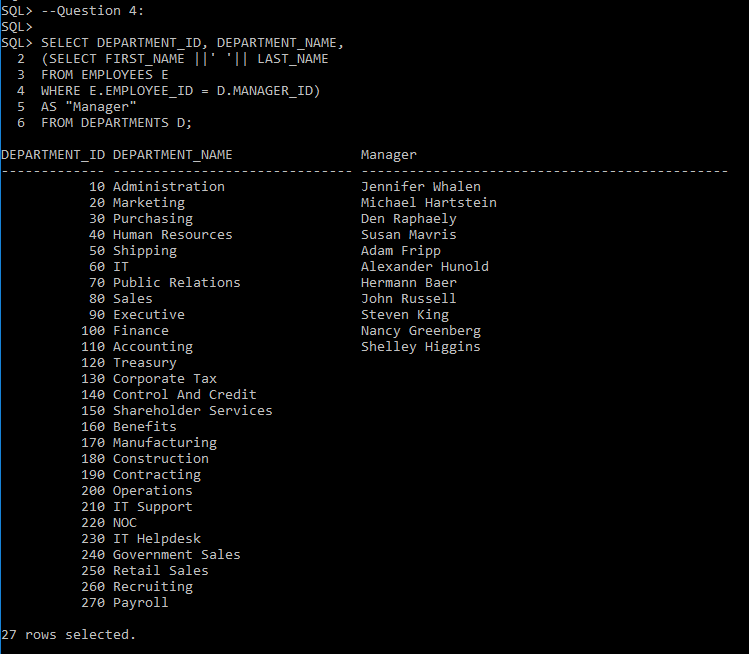 SQL> --Question 4:
SQL>
SQL> SELECT DEPARTMENT_ID, DEPARTMENT_NAME,
  2  (SELECT FIRST_NAME ||' '|| LAST_NAME
  3  FROM EMPLOYEES E
  4  WHERE E.EMPLOYEE_ID = D.MANAGER_ID)
  5  AS "Manager"
  6  FROM DEPARTMENTS D;

DEPARTMENT_ID DEPARTMENT_NAME                Manager
------------- ------------------------------ ----------------------------------------------
           10 Administration                 Jennifer Whalen
           20 Marketing                      Michael Hartstein
           30 Purchasing                     Den Raphaely
           40 Human Resources                Susan Mavris
           50 Shipping                       Adam Fripp
           60 IT                             Alexander Hunold
           70 Public Relations               Hermann Baer
           80 Sales                          John Russell
           90 Executive                      Steven King
          100 Finance                        Nancy Greenberg
          110 Accounting                     Shelley Higgins
          120 Treasury
          130 Corporate Tax
          140 Control And Credit
          150 Shareholder Services
          160 Benefits
          170 Manufacturing
          180 Construction
          190 Contracting
          200 Operations
          210 IT Support
          220 NOC
          230 IT Helpdesk
          240 Government Sales
          250 Retail Sales
          260 Recruiting
          270 Payroll

27 rows selected.